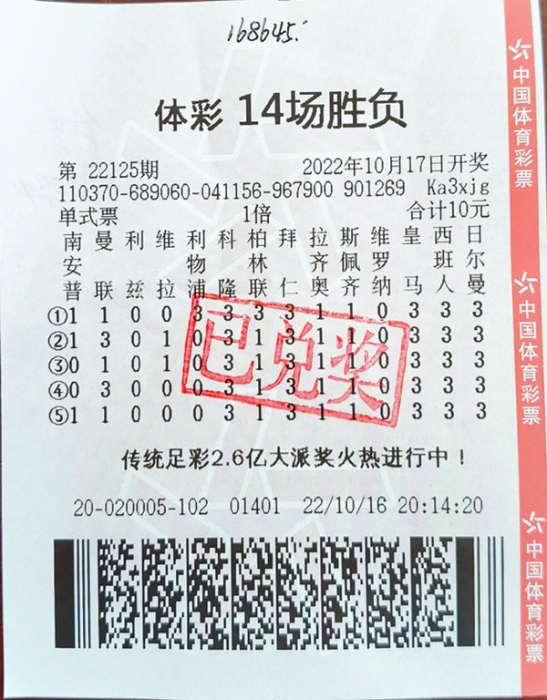 168645.
体彩 14场胜负
第 22125期 2022年10月17日开奖
110370-689060-041156-967900 901269 Ka3xjg
单式票 1倍 合计10元
南 曼 利 维 利 科 柏 拜 拉 斯 维 皇 西 日
安 物 林 齐 佩 罗 班 尔
普 联 兹 拉 浦 隆 联 仁 奥 齐 纳 马 人 曼
①1 1 0 0 3 3 3 3 1 1 0 3 3 3
②1 3 0 1 0 3 1 3 1 1 0 3 3 3
③0 1 0 1 0 3 1 3 1 1 0 3 3 3
④0 3 0 0 0 3 1 3 1 1 0 3 3 3
⑤1 1 0 0 0 3 1 3 1 1 0 3 3 3
已兑奖
传统足彩2.6亿大派奖火热进行中！
20-020005-102 01401 22/10/16 20:14:20
中国体育彩票
中国体育彩票
中国体育彩票